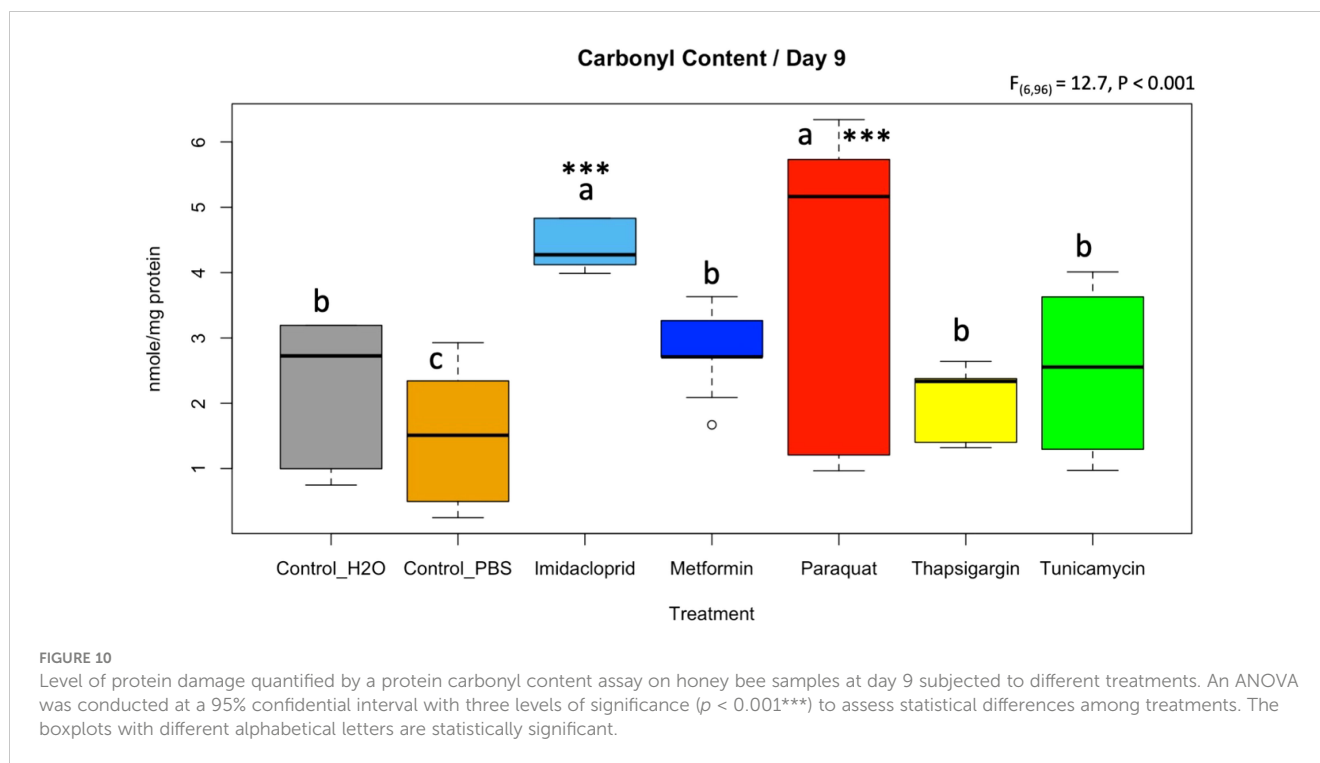 Carbonyl Content / Day 9
F(6,96) = 12.7, P < 0.001
nmole/mg protein
6
5
4
3
2
1
b
c
***
a
b
a ***
b
b
Control_H2O Control_PBS Imidacloprid Metformin Paraquat Thapsigargin Tunicamycin
Treatment
FIGURE 10
Level of protein damage quantified by a protein carbonyl content assay on honey bee samples at day 9 subjected to different treatments. An ANOVA
was conducted at a 95% confidential interval with three levels of significance (p < 0.001***) to assess statistical differences among treatments. The
boxplots with different alphabetical letters are statistically significant.